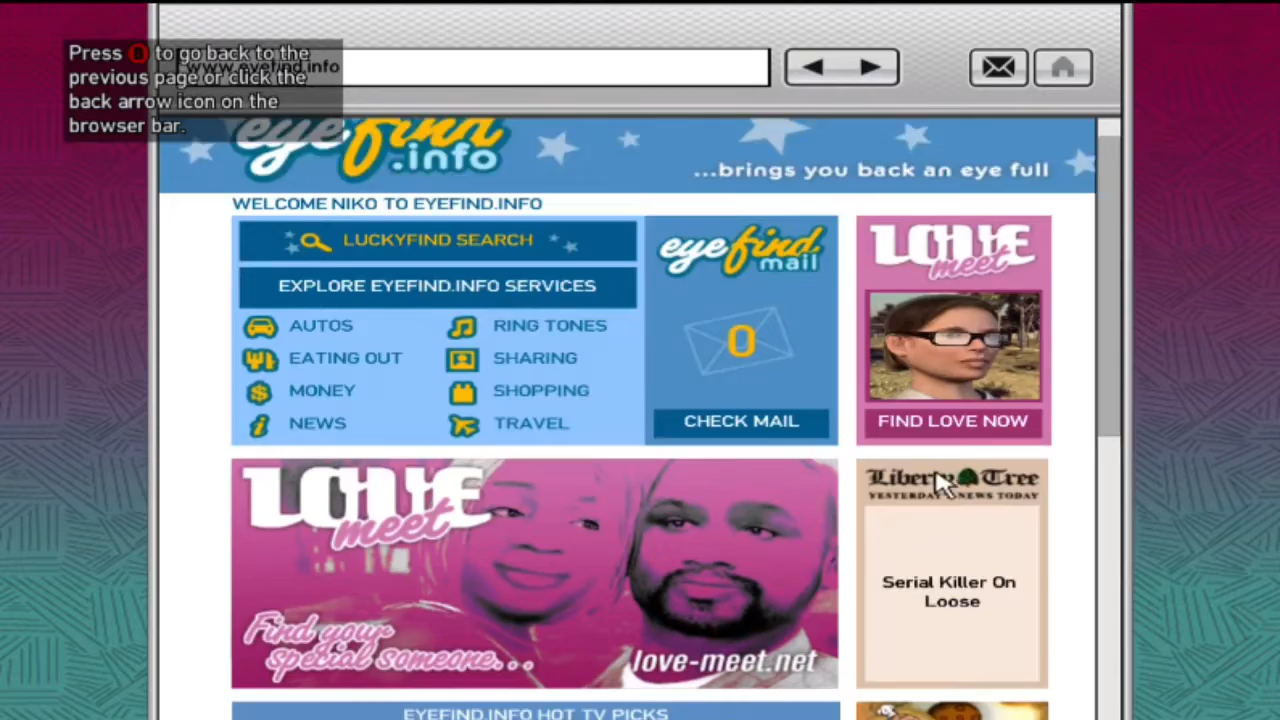 Press B to go back to the
previous page or click the
back arrow icon on the
browser bar.
www.eyefind.info
eyefind
.info
...brings you back an eye full
WELCOME NIKO TO EYEFIND.INFO
LUCKYFIND SEARCH
EXPLORE EYEFIND.INFO SERVICES
AUTOS
RING TONES
EATING OUT
SHARING
MONEY
SHOPPING
NEWS
TRAVEL
eyefind
mail
0
CHECK MAIL
LOVE
meet
FIND LOVE NOW
LOVE
meet
Find your
special someone...
love-meet.net
Liberty Tree
YESTERDAY'S NEWS TODAY
Serial Killer On
Loose
EYEFIND.INFO HOT TV PICKS